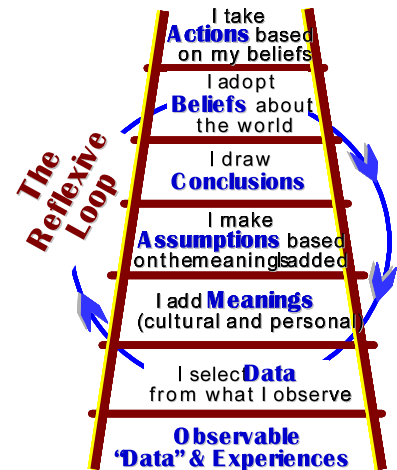 I take
Actions based
on my beliefs
I adopt
Beliefs about
the world
I draw
Conclusions
I make
Assumptions based
onthemeaningsIadded
I add Meanings
(cultural and personal)
I select Data
from what I observe
Observable
"Data" & Experiences
The
Reflexive
Loop